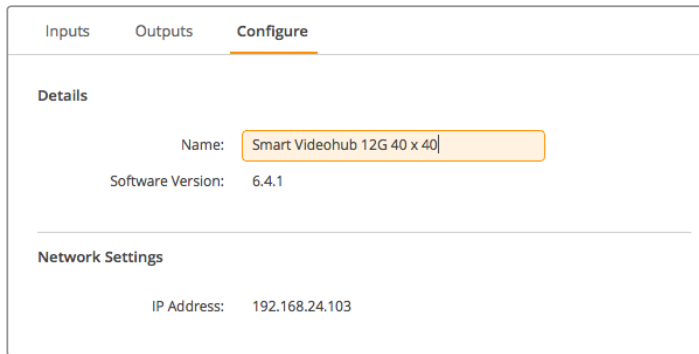 Inputs Outputs Configure
Details
Name: Smart Videohub 12G 40 x 40
Software Version: 6.4.1
Network Settings
IP Address: 192.168.24.103